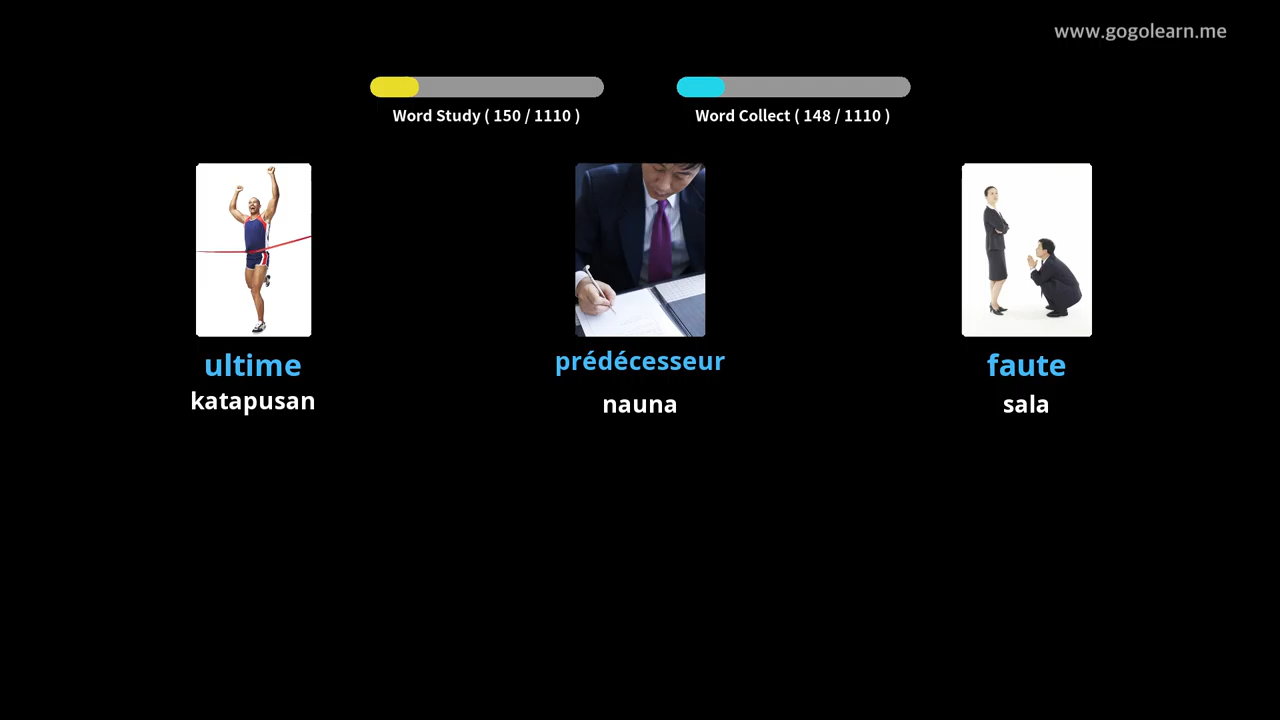 www.gogolearn.me
Word Study ( 150 / 1110 )
Word Collect ( 148 / 1110 )
ultime
katapusan
prédécesseur
nauna
faute
sala